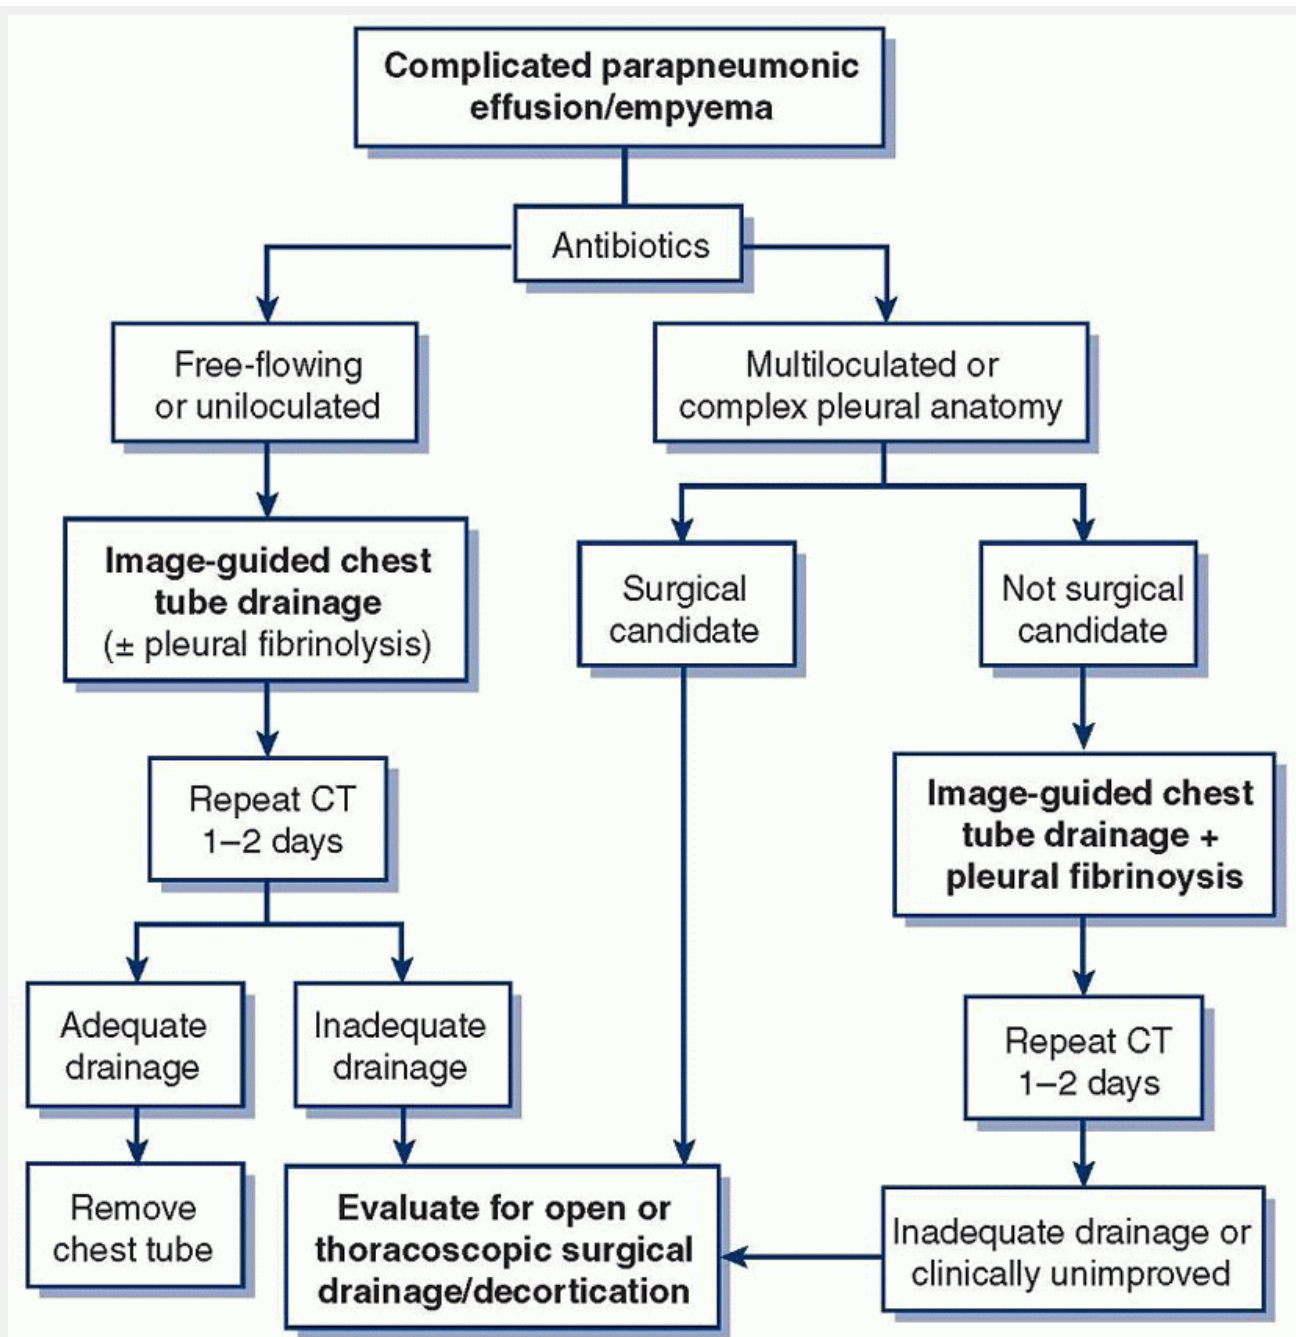 Complicated parapneumonic
effusion/empyema
Antibiotics
Free-flowing
or uniloculated
Multiloculated or
complex pleural anatomy
Image-guided chest
tube drainage
(± pleural fibrinolysis)
Surgical
candidate
Not surgical
candidate
Repeat CT
1–2 days
Image-guided chest
tube drainage +
pleural fibrinoysis
Adequate
drainage
Inadequate
drainage
Repeat CT
1–2 days
Remove
chest tube
Evaluate for open or
thoracoscopic surgical
drainage/decortication
Inadequate drainage or
clinically unimproved